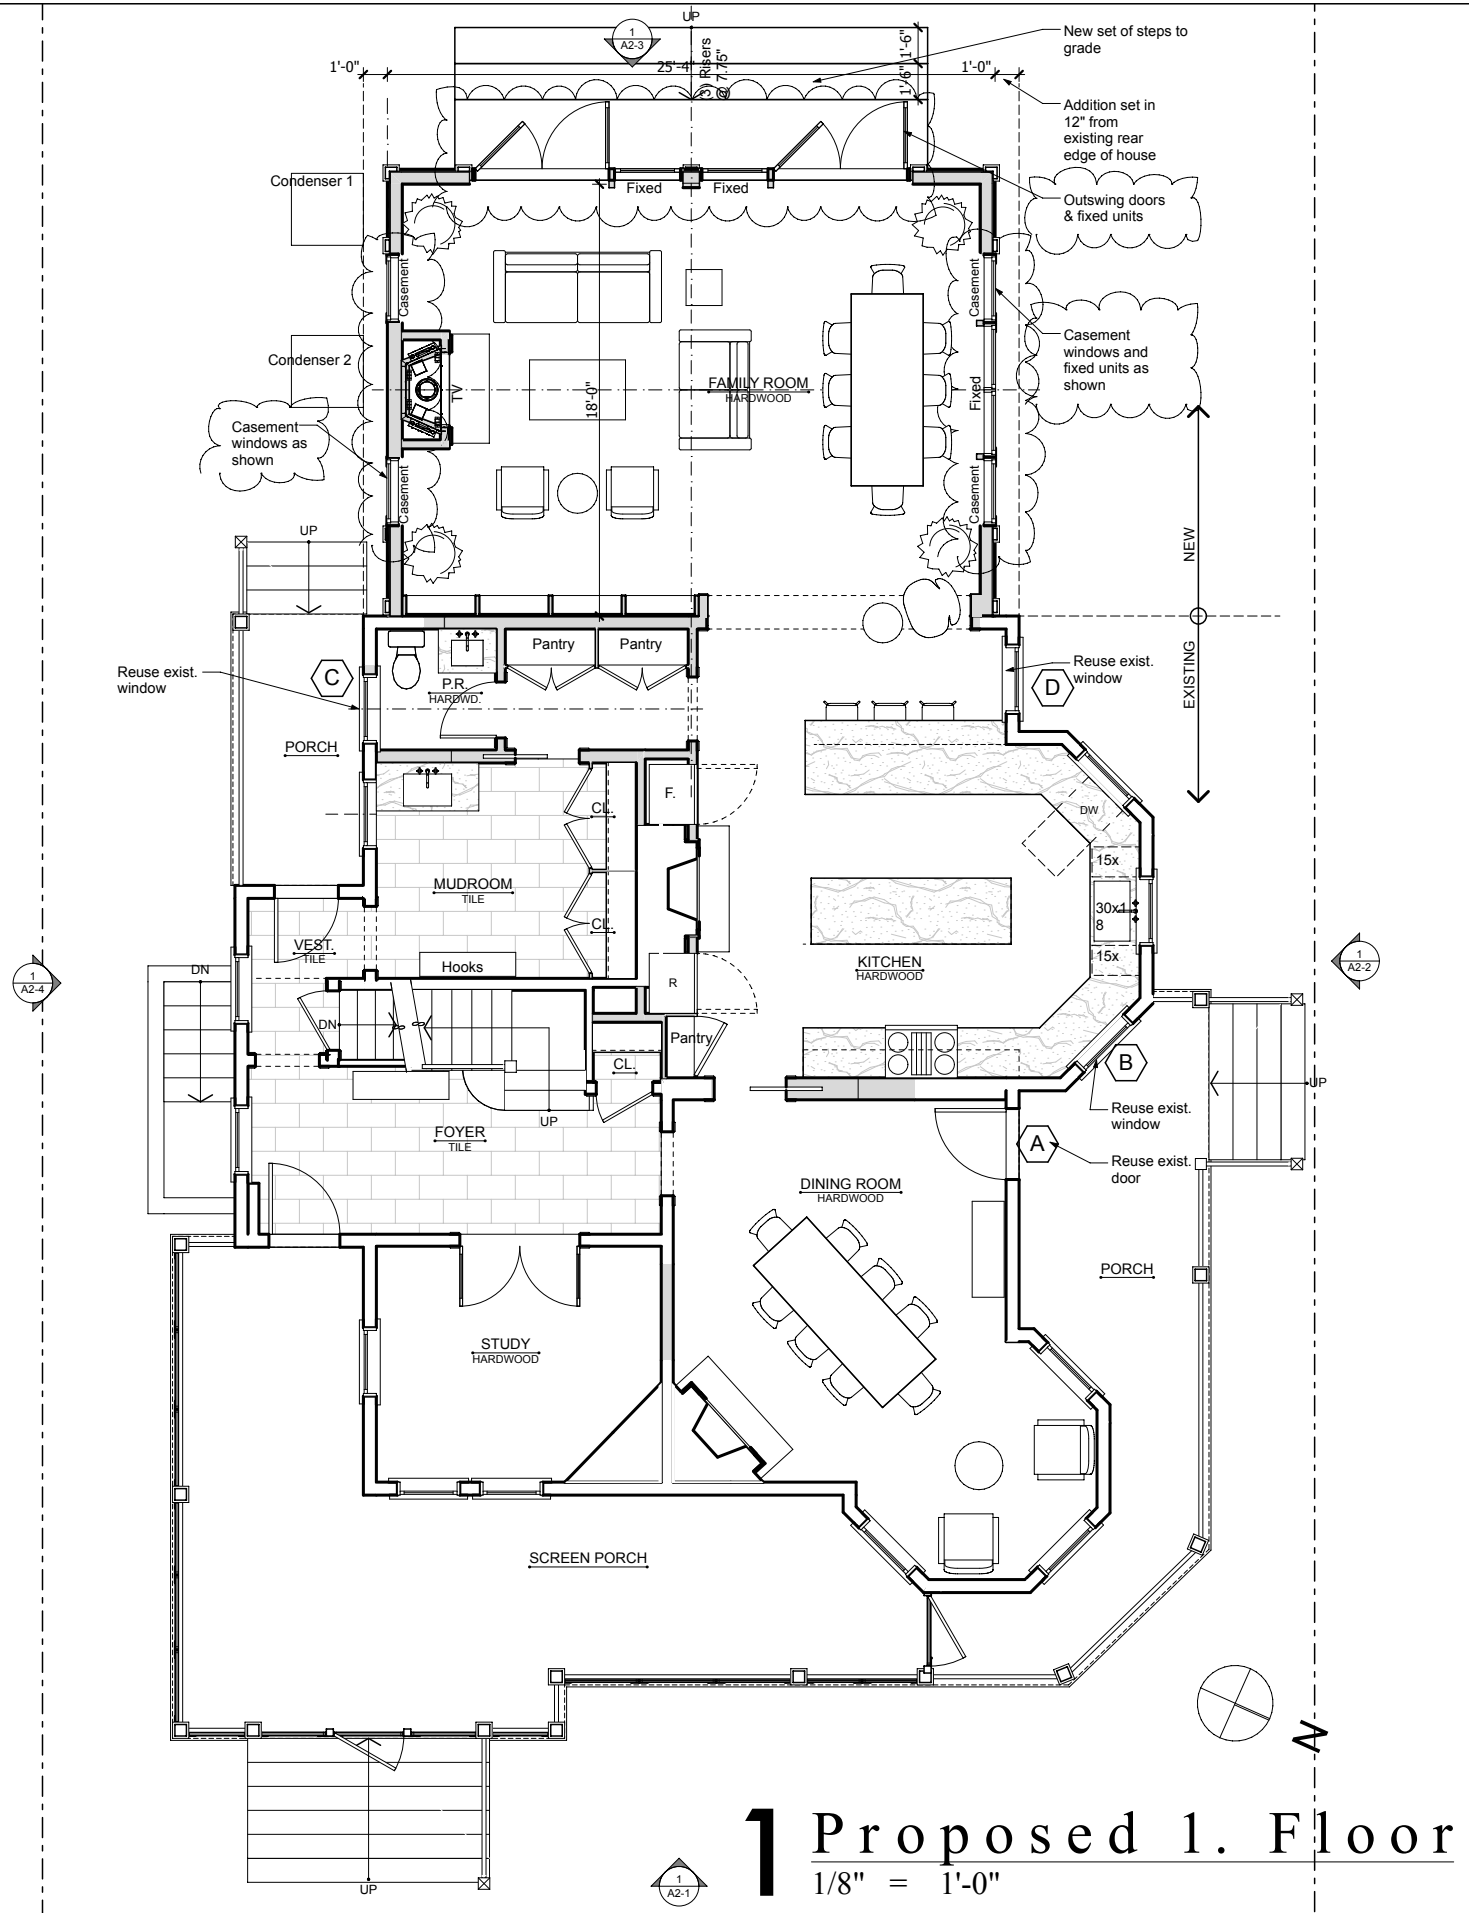 UP
1
A2-3
New set of steps to
grade
1'-6"
1'-6"
(3) Risers
@ 7.75"
1'-0"
25'-4"
1'-0"
Addition set in
12" from
existing rear
edge of house
Condenser 1
Fixed
Fixed
Outswing doors
& fixed units
Casement
Casement
Condenser 2
Casement
windows and
fixed units as
shown
TV
18'-0"
FAMILY ROOM
HARDWOOD
Fixed
Casement
windows as
shown
Casement
Casement
UP
NEW
EXISTING
Pantry
Pantry
Reuse exist.
window
C
P.R.
HARDWD.
Reuse exist.
window
D
PORCH
F.
CL.
DW
15x
MUDROOM
TILE
30x1
8
CL.
VEST.
TILE
15x
Hooks
KITCHEN
HARDWOOD
R
1
A2-4
DN
1
A2-2
DN
Pantry
CL.
B
UP
UP
Reuse exist.
window
FOYER
TILE
A
Reuse exist.
door
DINING ROOM
HARDWOOD
PORCH
STUDY
HARDWOOD
SCREEN PORCH
N
UP
1
A2-1
1
Proposed 1. Floor
1/8" = 1'-0"